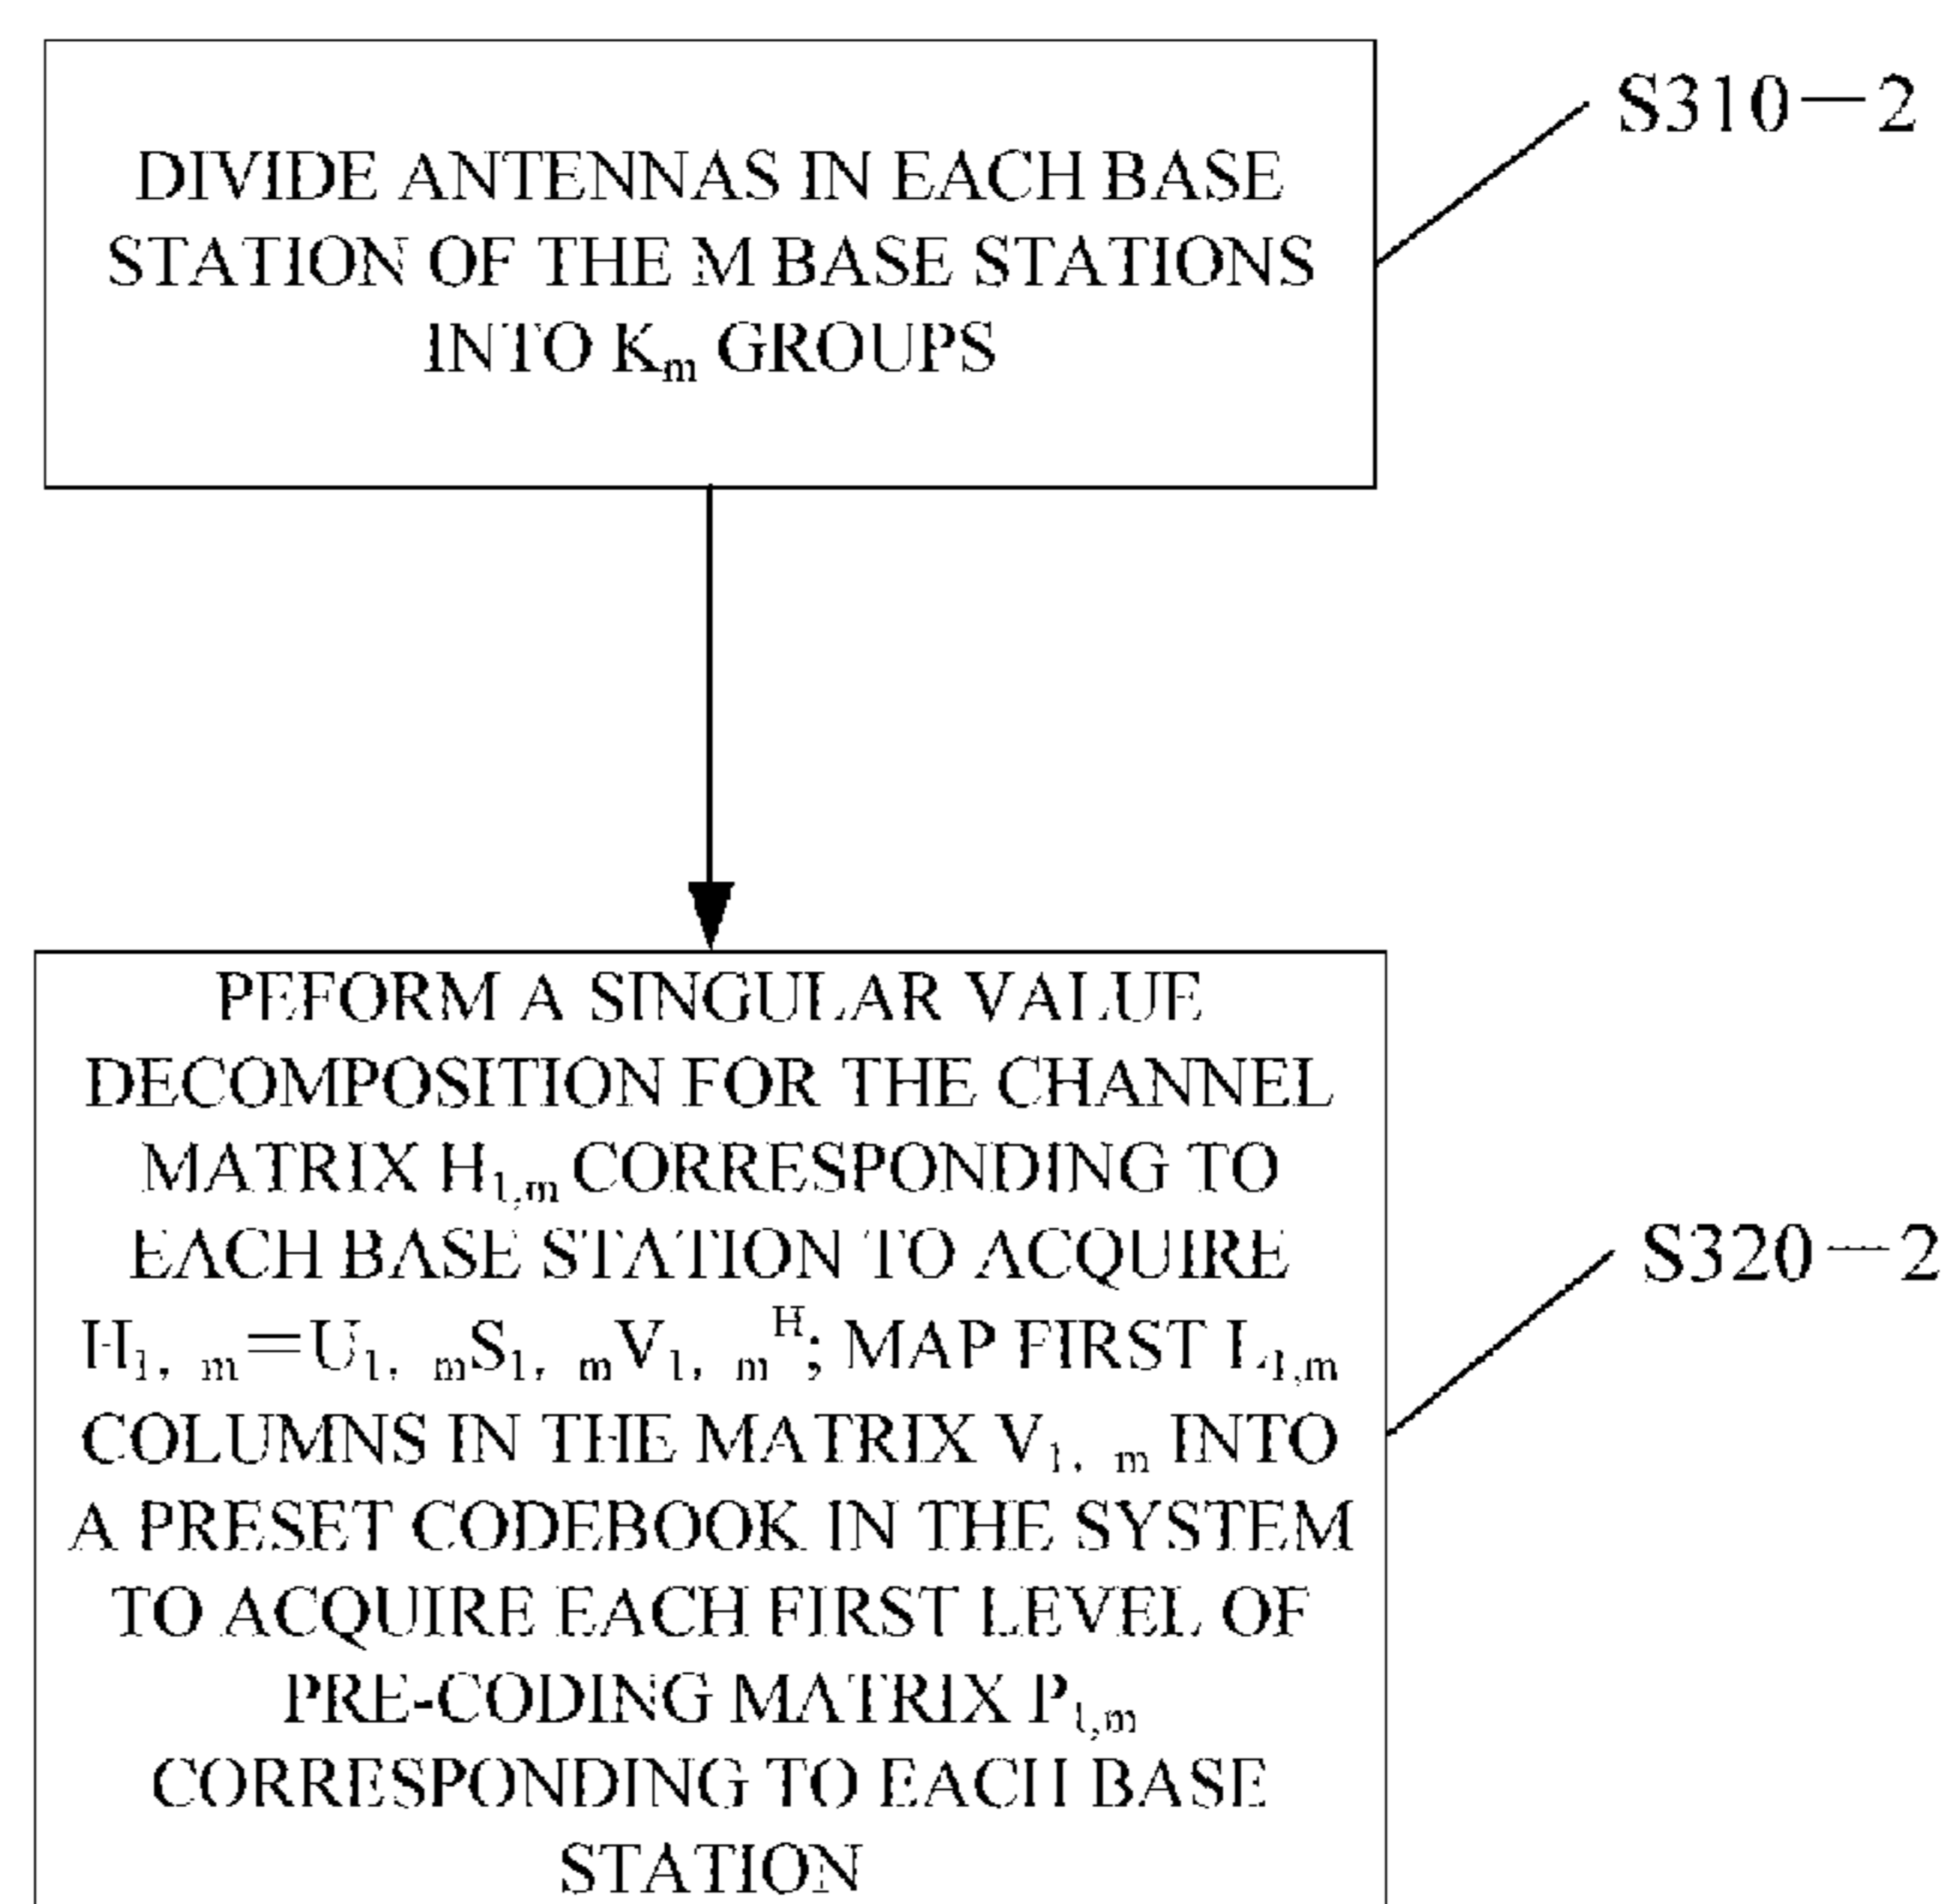 DIVIDE ANTENNAS IN EACH BASE
STATION OF THE M BASE STATIONS
INTO Kₘ GROUPS
S310-2
PEFORM A SINGULAR VALUE
DECOMPOSITION FOR THE CHANNEL
MATRIX H₁,ₘ CORRESPONDING TO
EACH BASE STATION TO ACQUIRE
H₁, ₘ=U₁, ₘS₁, ₘV₁, ₘᴴ; MAP FIRST L₁,ₘ
COLUMNS IN THE MATRIX V₁, ₘ INTO
A PRESET CODEBOOK IN THE SYSTEM
TO ACQUIRE EACH FIRST LEVEL OF
PRE-CODING MATRIX P₁,ₘ
CORRESPONDING TO EACH BASE
STATION
S320-2